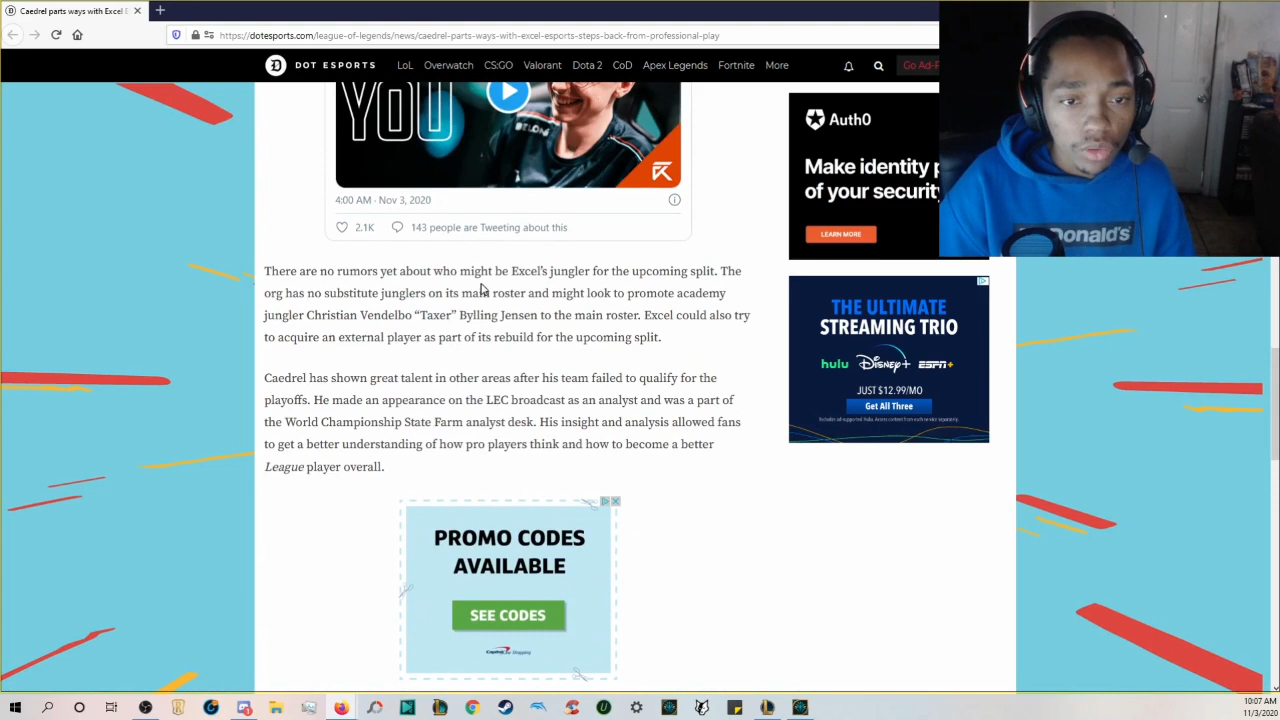 Caedrel parts ways with Excel E
https://dotesports.com/league-of-legends/news/caedrel-parts-ways-with-excel-esports-steps-back-from-professional-play
DOT ESPORTS
LoL Overwatch CS:GO Valorant Dota 2 CoD Apex Legends Fortnite More
Go Ad-F
YOU
4:00 AM · Nov 3, 2020
2.1K 143 people are Tweeting about this
There are no rumors yet about who might be Excel's jungler for the upcoming split. The
org has no substitute junglers on its main roster and might look to promote academy
jungler Christian Vendelbo “Taxer” Bylling Jensen to the main roster. Excel could also try
to acquire an external player as part of its rebuild for the upcoming split.
Caedrel has shown great talent in other areas after his team failed to qualify for the
playoffs. He made an appearance on the LEC broadcast as an analyst and was a part of
the World Championship State Farm analyst desk. His insight and analysis allowed fans
to get a better understanding of how pro players think and how to become a better
League player overall.
PROMO CODES
AVAILABLE
SEE CODES
Capital One Shopping
Auth0
Make identity p
of your security
LEARN MORE
THE ULTIMATE
STREAMING TRIO
hulu Disney+ ESPN+
JUST $12.99/MO
Get All Three
Donald's
10:07 AM
11/3/2020